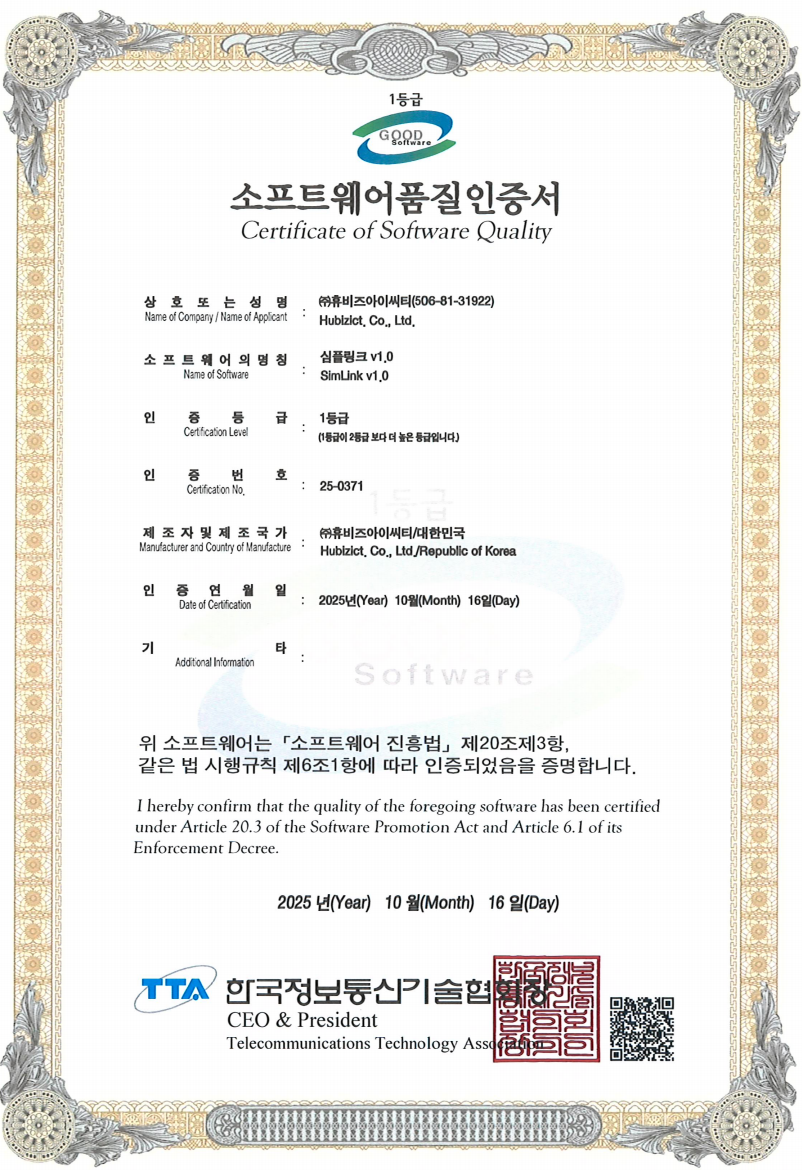 1등급
GOOD
Software
소프트웨어품질인증서
Certificate of Software Quality
상호또는성명 : ㈜휴비즈아이씨티(506-81-31922)
Name of Company / Name of Applicant Hubizict. Co., Ltd.
소프트웨어의명칭 : 심플링크 v1.0
Name of Software SimLink v1.0
인증등급 : 1등급
Certification Level (1등급이 2등급 보다 더 높은 등급입니다.)
인증번호 : 25-0371
Certification No.
제조자및제조국가 : ㈜휴비즈아이씨티/대한민국
Manufacturer and Country of Manufacture Hubizict. Co., Ltd./Republic of Korea
인증연월일 : 2025년(Year) 10월(Month) 16일(Day)
Date of Certification
기타 :
Additional Information
1등급
Software
위 소프트웨어는 「소프트웨어 진흥법」 제20조제3항,
같은 법 시행규칙 제6조1항에 따라 인증되었음을 증명합니다.
I hereby confirm that the quality of the foregoing software has been certified
under Article 20.3 of the Software Promotion Act and Article 6.1 of its
Enforcement Decree.
2025 년(Year) 10 월(Month) 16 일(Day)
TTA 한국정보통신기술협회장
CEO & President
Telecommunications Technology Association